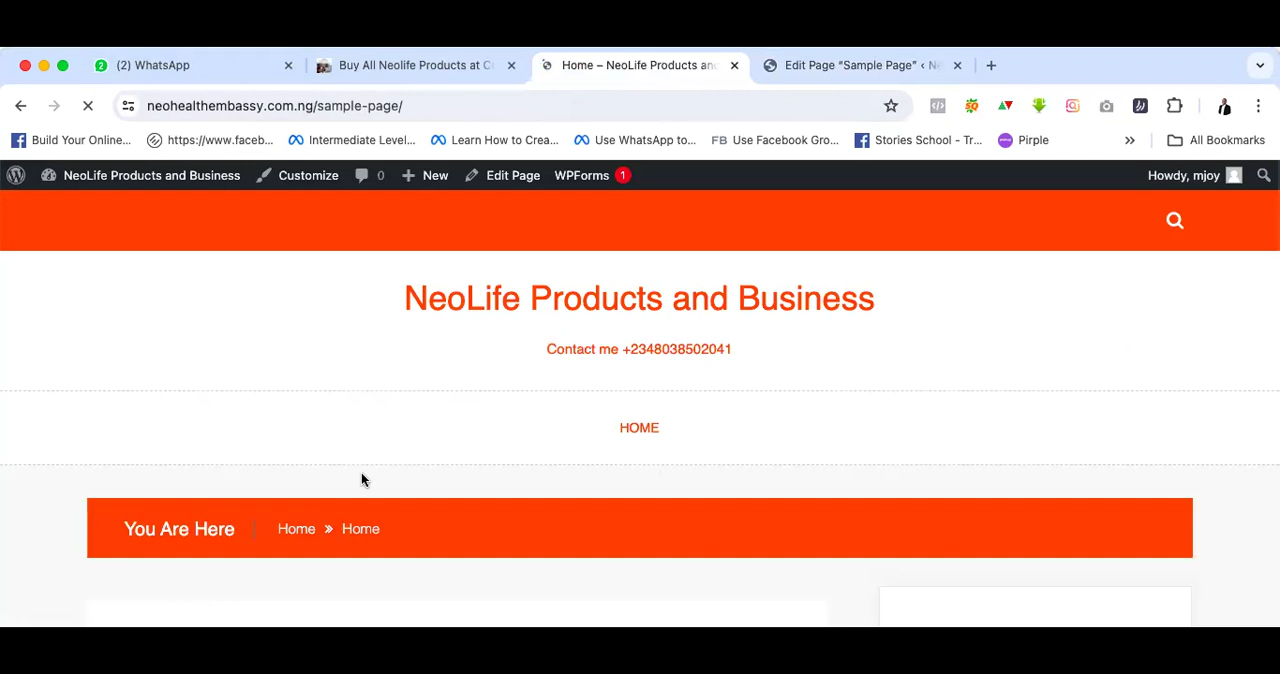 (2) WhatsApp
Buy All Neolife Products at C
Home – NeoLife Products and
Edit Page "Sample Page" ‹ Ne
neohealthembassy.com.ng/sample-page/
Build Your Online...
https://www.faceb...
Intermediate Level...
Learn How to Crea...
Use WhatsApp to...
FB Use Facebook Gro...
Stories School - Tr...
Pirple
»
All Bookmarks
NeoLife Products and Business
Customize
0
New
Edit Page
WPForms 1
Howdy, mjoy
NeoLife Products and Business
Contact me +2348038502041
HOME
You Are Here
Home » Home